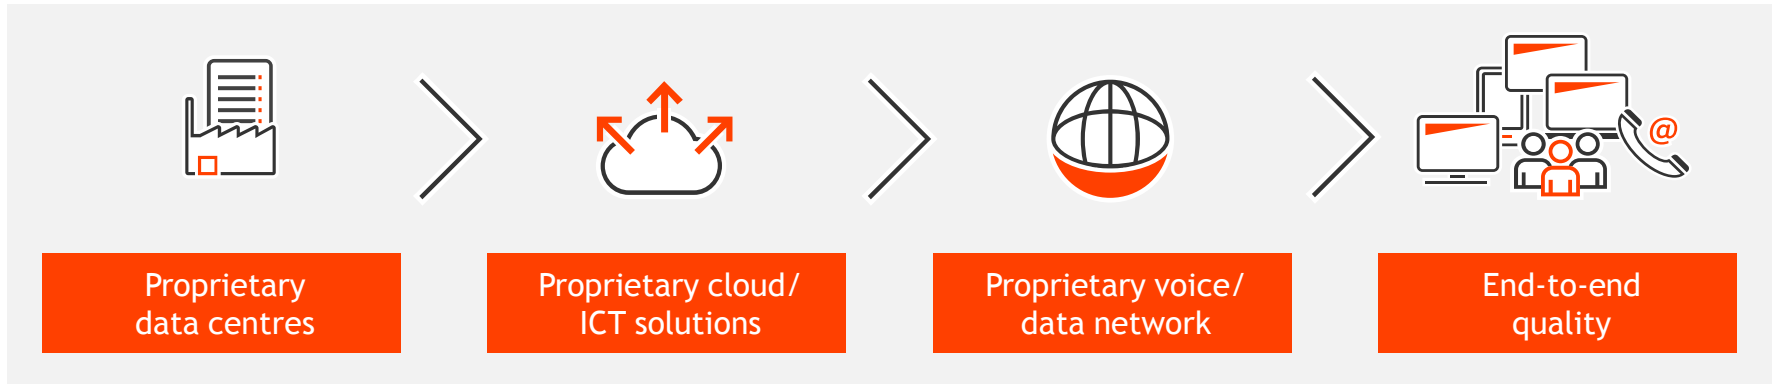 @
Proprietary
data centres
Proprietary cloud/
ICT solutions
Proprietary voice/
data network
End-to-end
quality